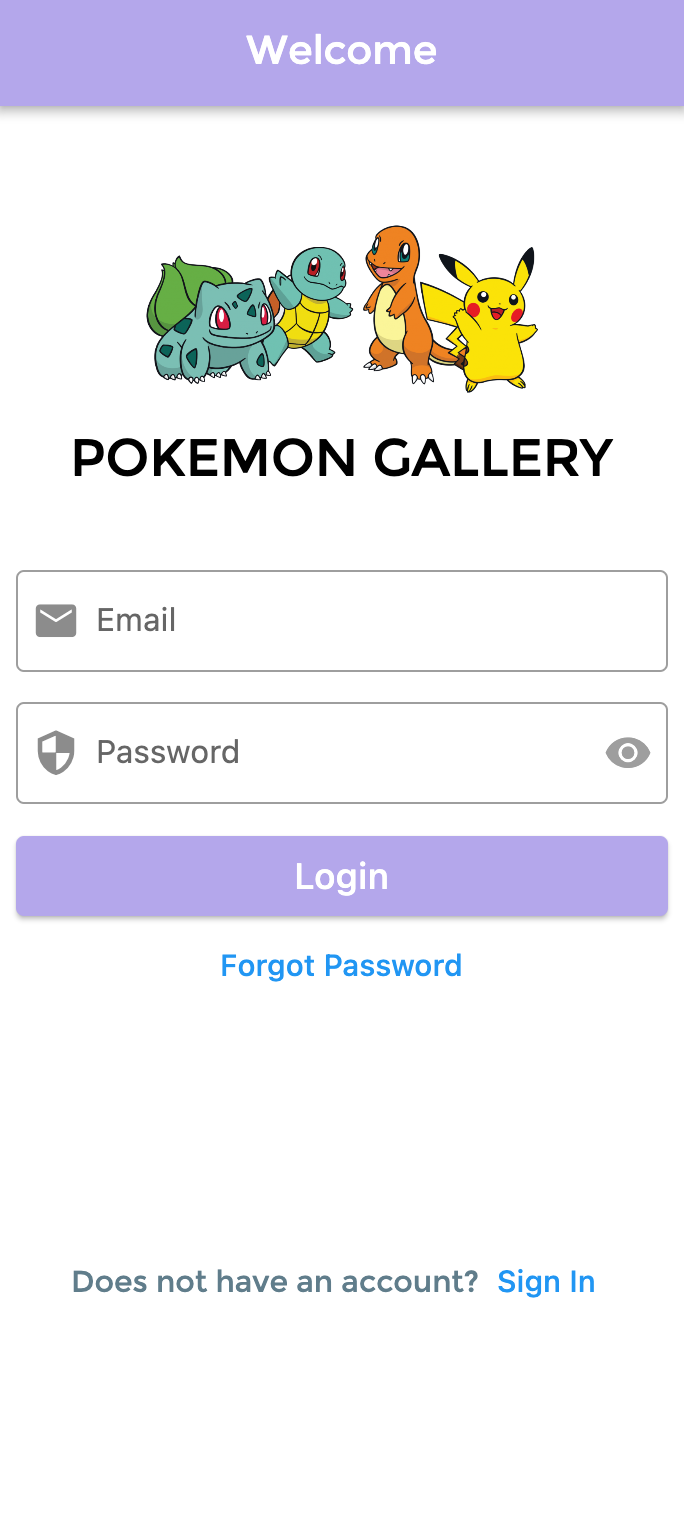 Welcome
POKEMON GALLERY
Email
Password
Login
Forgot Password
Does not have an account? Sign In